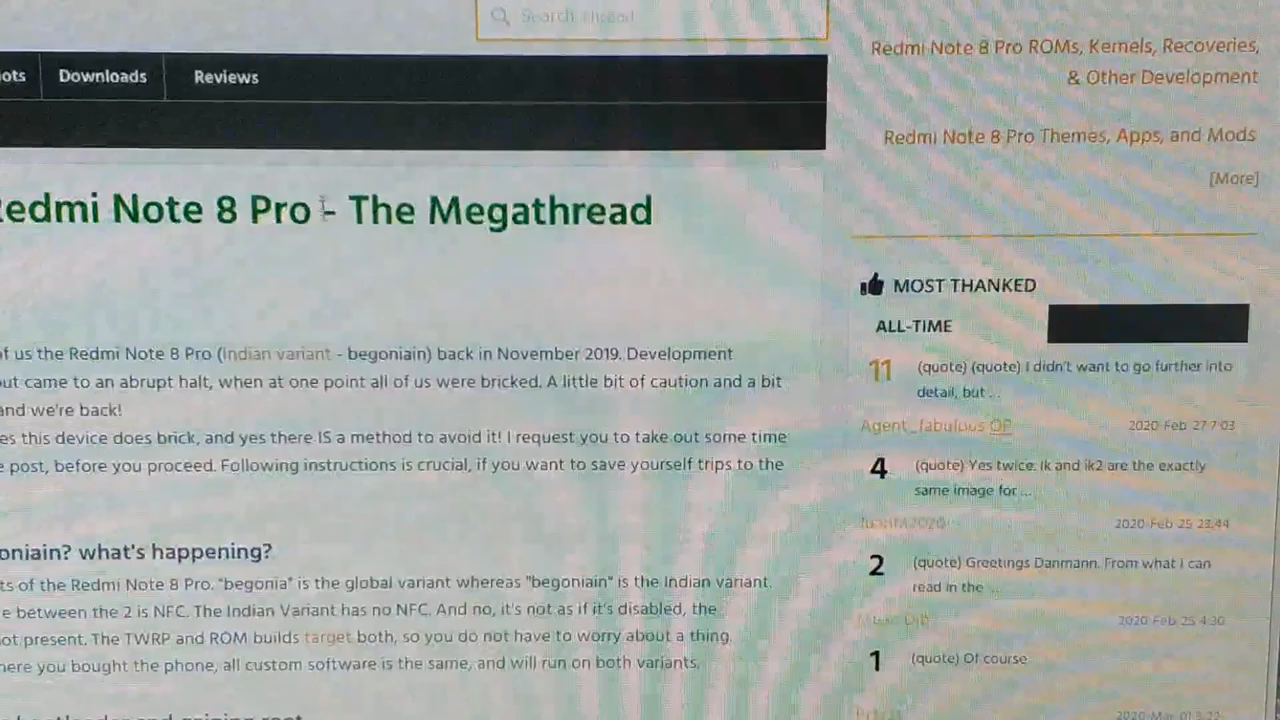 Search Thread
Redmi Note 8 Pro ROMs, Kernels, Recoveries,
& Other Development
Redmi Note 8 Pro Themes, Apps, and Mods
[More]
ots Downloads Reviews
Redmi Note 8 Pro - The Megathread
of us the Redmi Note 8 Pro (Indian variant - begoniain) back in November 2019. Development
out came to an abrupt halt, when at one point all of us were bricked. A little bit of caution and a bit
and we're back!
es this device does brick, and yes there IS a method to avoid it! I request you to take out some time
e post, before you proceed. Following instructions is crucial, if you want to save yourself trips to the
oniain? what's happening?
ts of the Redmi Note 8 Pro. "begonia" is the global variant whereas "begoniain" is the Indian variant.
e between the 2 is NFC. The Indian Variant has no NFC. And no, it's not as if it's disabled, the
ot present. The TWRP and ROM builds target both, so you do not have to worry about a thing.
here you bought the phone, all custom software is the same, and will run on both variants.
MOST THANKED
ALL-TIME
11 (quote) (quote) I didn't want to go further into
detail, but ...
Agent_fabulous OP 2020 Feb 27 7:03
4 (quote) Yes twice. lk and lk2 are the exactly
same image for ...
2020 Feb 25 23:44
2 (quote) Greetings Danmann. From what I can
read in the ...
2020 Feb 25 4:30
1 (quote) Of course